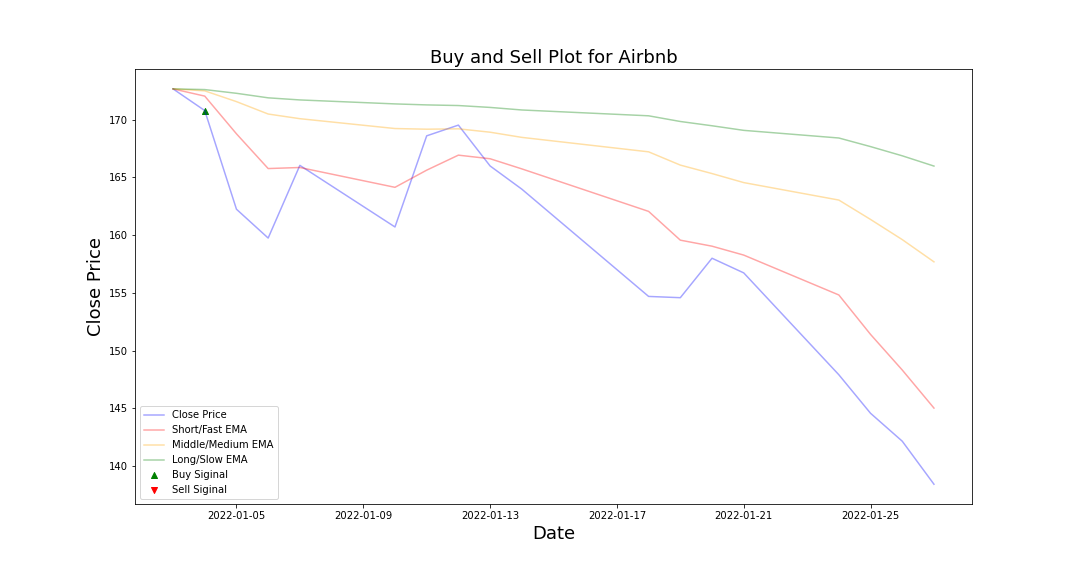 Buy and Sell Plot for Airbnb
Close Price
170
165
160
155
150
145
140
Close Price
Short/Fast EMA
Middle/Medium EMA
Long/Slow EMA
Buy Siginal
Sell Siginal
2022-01-05 2022-01-09 2022-01-13 2022-01-17 2022-01-21 2022-01-25
Date